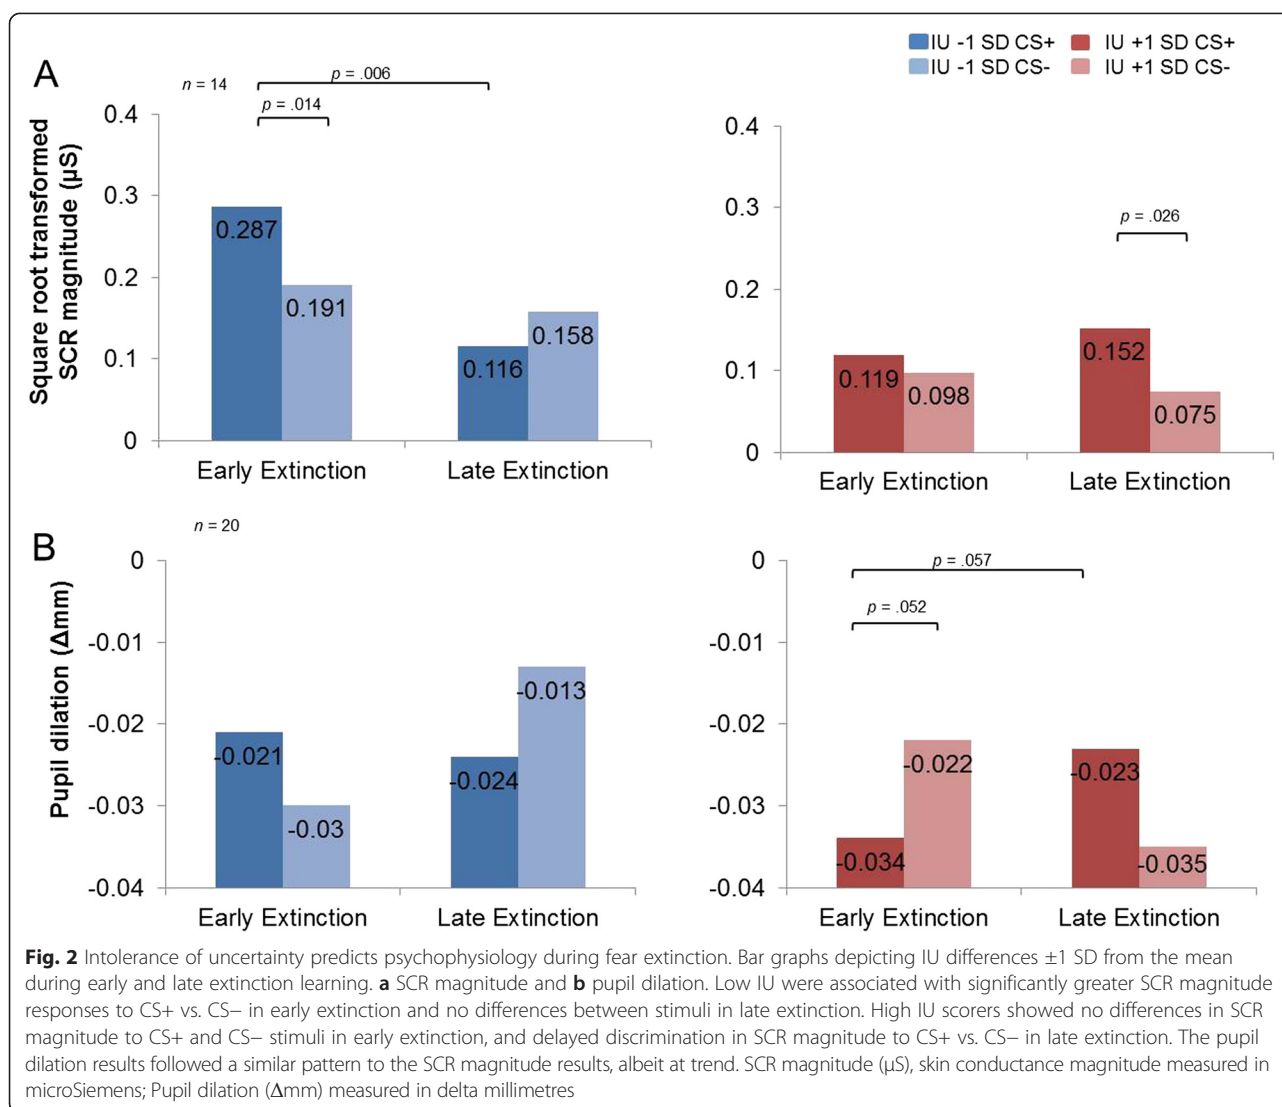 IU -1 SD CS+ IU +1 SD CS+
IU -1 SD CS- IU +1 SD CS-
A
n = 14
p = .006
p = .014
Square root transformed
SCR magnitude (µS)
0.4
0.3
0.2
0.1
0
0.287
0.191
0.116
0.158
Early Extinction Late Extinction
0.4
0.3
0.2
0.1
0
p = .026
0.119
0.098
0.152
0.075
Early Extinction Late Extinction
B
n = 20
Pupil dilation (Δmm)
0
-0.01
-0.02
-0.03
-0.04
-0.021
-0.03
-0.024
-0.013
Early Extinction Late Extinction
0
-0.01
-0.02
-0.03
-0.04
p = .057
p = .052
-0.034
-0.022
-0.023
-0.035
Early Extinction Late Extinction
Fig. 2 Intolerance of uncertainty predicts psychophysiology during fear extinction. Bar graphs depicting IU differences ±1 SD from the mean
during early and late extinction learning. a SCR magnitude and b pupil dilation. Low IU were associated with significantly greater SCR magnitude
responses to CS+ vs. CS− in early extinction and no differences between stimuli in late extinction. High IU scorers showed no differences in SCR
magnitude to CS+ and CS− stimuli in early extinction, and delayed discrimination in SCR magnitude to CS+ vs. CS− in late extinction. The pupil
dilation results followed a similar pattern to the SCR magnitude results, albeit at trend. SCR magnitude (µS), skin conductance magnitude measured in
microSiemens; Pupil dilation (Δmm) measured in delta millimetres